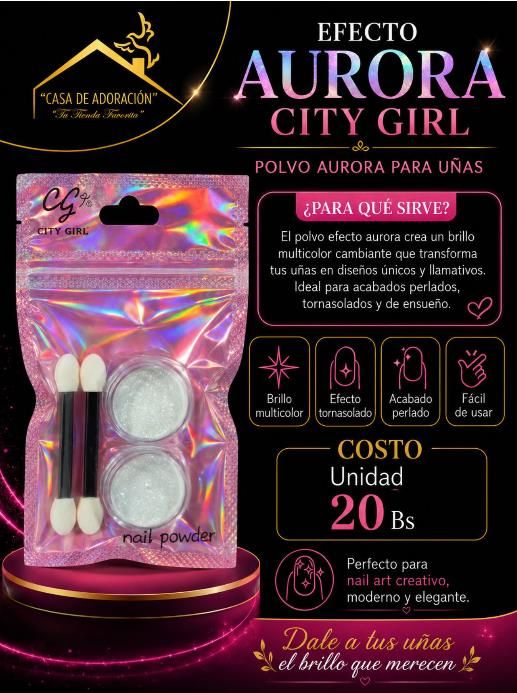 "CASA DE ADORACIÓN"
"Tu Tienda Favorita"
EFECTO
AURORA
CITY GIRL
POLVO AURORA PARA UÑAS
CG
CITY GIRL
nail powder
¿PARA QUÉ SIRVE?
El polvo efecto aurora crea un brillo
multicolor cambiante que transforma
tus uñas en diseños únicos y llamativos.
Ideal para acabados perlados,
tornasolados y de ensueño.
Brillo
multicolor
Efecto
tornasolado
Acabado
perlado
Fácil
de usar
COSTO
Unidad
20 Bs
Perfecto para
nail art creativo,
moderno y elegante.
Dale a tus uñas
el brillo que merecen